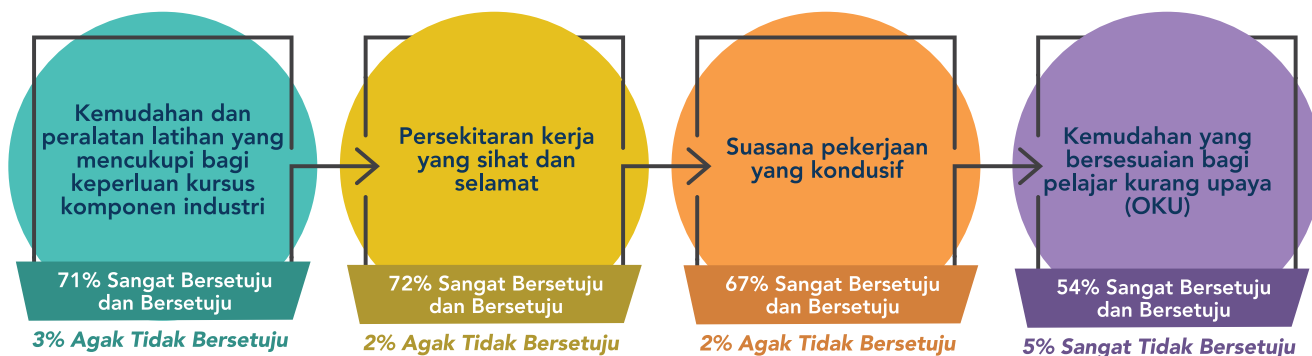 Kemudahan dan
peralatan latihan yang
mencukupi bagi
keperluan kursus
komponen industri
71% Sangat Bersetuju
dan Bersetuju
3% Agak Tidak Bersetuju
Persekitaran kerja
yang sihat dan
selamat
72% Sangat Bersetuju
dan Bersetuju
2% Agak Tidak Bersetuju
Suasana pekerjaan
yang kondusif
67% Sangat Bersetuju
dan Bersetuju
2% Agak Tidak Bersetuju
Kemudahan yang
bersesuaian bagi
pelajar kurang upaya
(OKU)
54% Sangat Bersetuju
dan Bersetuju
5% Sangat Tidak Bersetuju